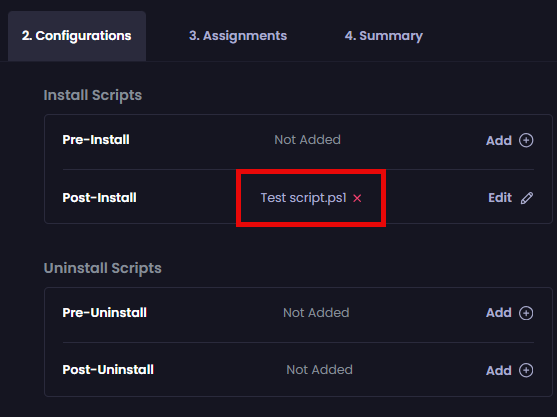 2. Configurations 3. Assignments 4. Summary
Install Scripts
Pre-Install Not Added Add
Post-Install Test script.ps1 Edit
Uninstall Scripts
Pre-Uninstall Not Added Add
Post-Uninstall Not Added Add